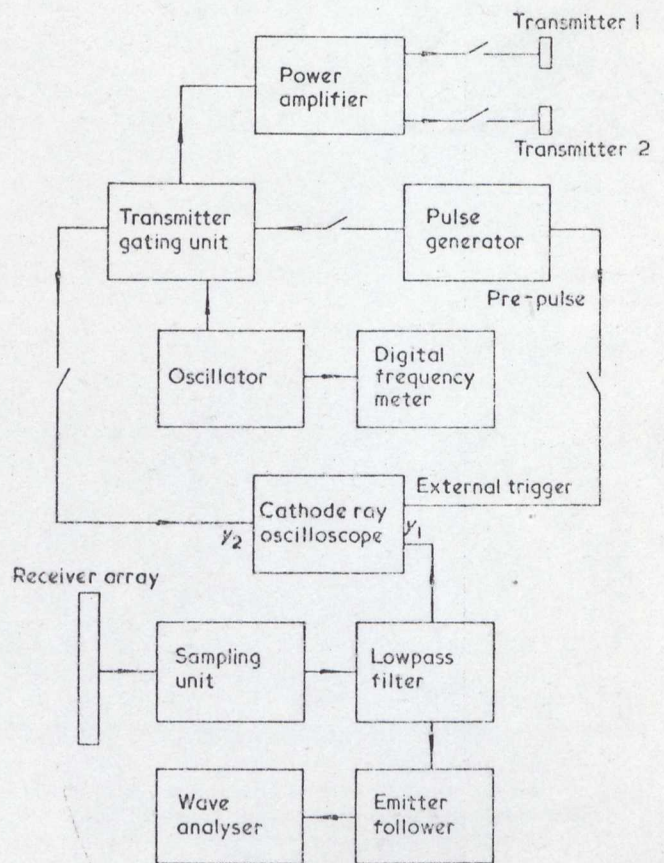 Transmitter 1
Power
amplifier
Transmitter 2
Transmitter
gating unit
Pulse
generator
Pre-pulse
Oscillator
Digital
frequency
meter
External trigger
Cathode ray
oscilloscope
y2
y1
Receiver array
Sampling
unit
Lowpass
filter
Wave
analyser
Emitter
follower